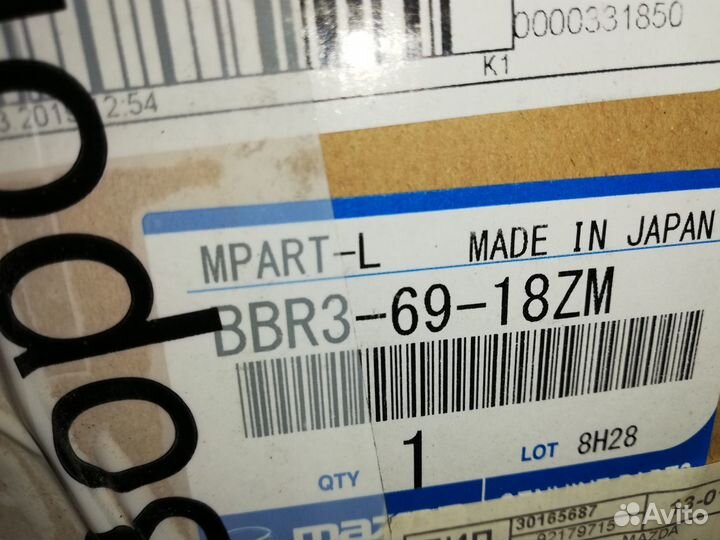 0000331850
K1
2:54
MPART-L MADE IN JAPAN
BBR3-69-18ZM
QTY 1 LOT 8H28
30165687
92179715
MAZDA
Avito